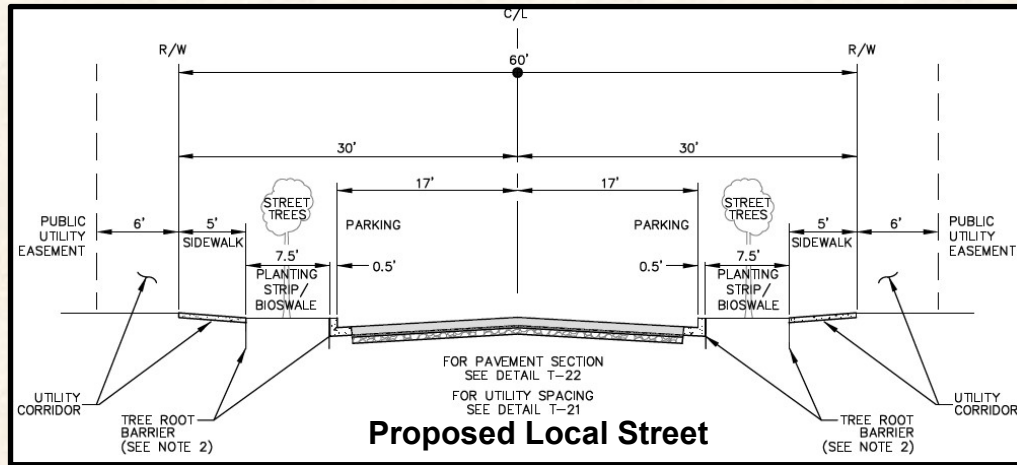 C/L
R/W
R/W
60'
30'
30'
17'
17'
STREET
TREES
STREET
TREES
PUBLIC
UTILITY
EASEMENT
6'
5'
SIDEWALK
PARKING
PARKING
5'
SIDEWALK
6'
PUBLIC
UTILITY
EASEMENT
7.5'
0.5'
0.5'
7.5'
PLANTING
STRIP/
BIOSWALE
PLANTING
STRIP/
BIOSWALE
FOR PAVEMENT SECTION
SEE DETAIL T-22
FOR UTILITY SPACING
SEE DETAIL T-21
UTILITY
CORRIDOR
TREE ROOT
BARRIER
(SEE NOTE 2)
Proposed Local Street
TREE ROOT
BARRIER
(SEE NOTE 2)
UTILITY
CORRIDOR